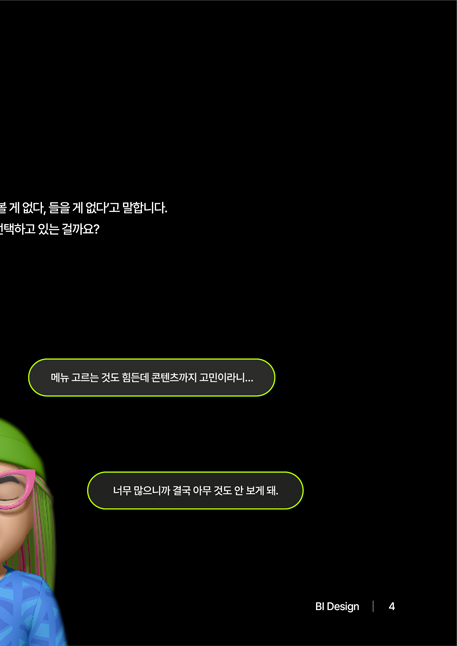 볼 게 없다, 들을 게 없다’고 말합니다.
선택하고 있는 걸까요?
메뉴 고르는 것도 힘든데 콘텐츠까지 고민이라니...
너무 많으니까 결국 아무 것도 안 보게 돼.
BI Design | 4